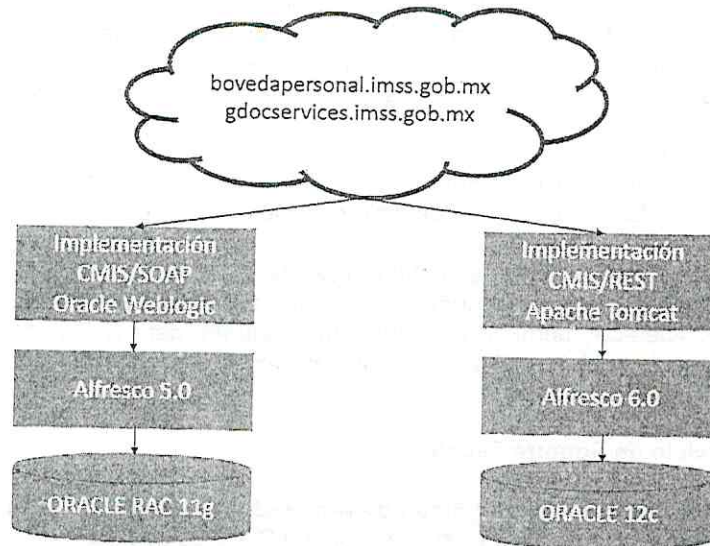 bovedapersonal.imss.gob.mx
gdocservices.imss.gob.mx
Implementación
CMIS/SOAP
Oracle Weblogic
Implementación
CMIS/REST
Apache Tomcat
Alfresco 5.0
Alfresco 6.0
ORACLE RAC 11g
ORACLE 12c